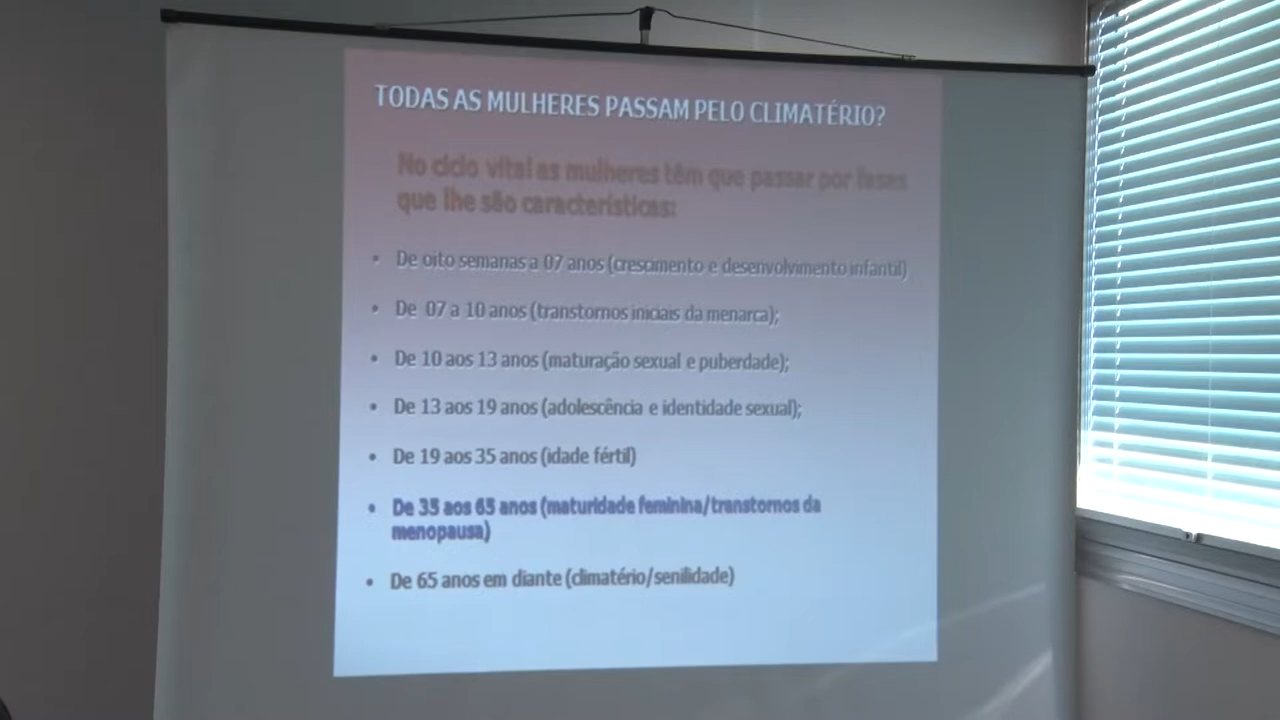 TODAS AS MULHERES PASSAM PELO CLIMATÉRIO?
No ciclo vital as mulheres têm que passar por fases
que lhe são características:
• De oito semanas a 07 anos (crescimento e desenvolvimento infantil)
• De 07 a 10 anos (transtornos iniciais da menarca);
• De 10 aos 13 anos (maturação sexual e puberdade);
• De 13 aos 19 anos (adolescência e identidade sexual);
• De 19 aos 35 anos (idade fértil)
• De 35 aos 65 anos (maturidade feminina/transtornos da
menopausa)
• De 65 anos em diante (climatério/senilidade)